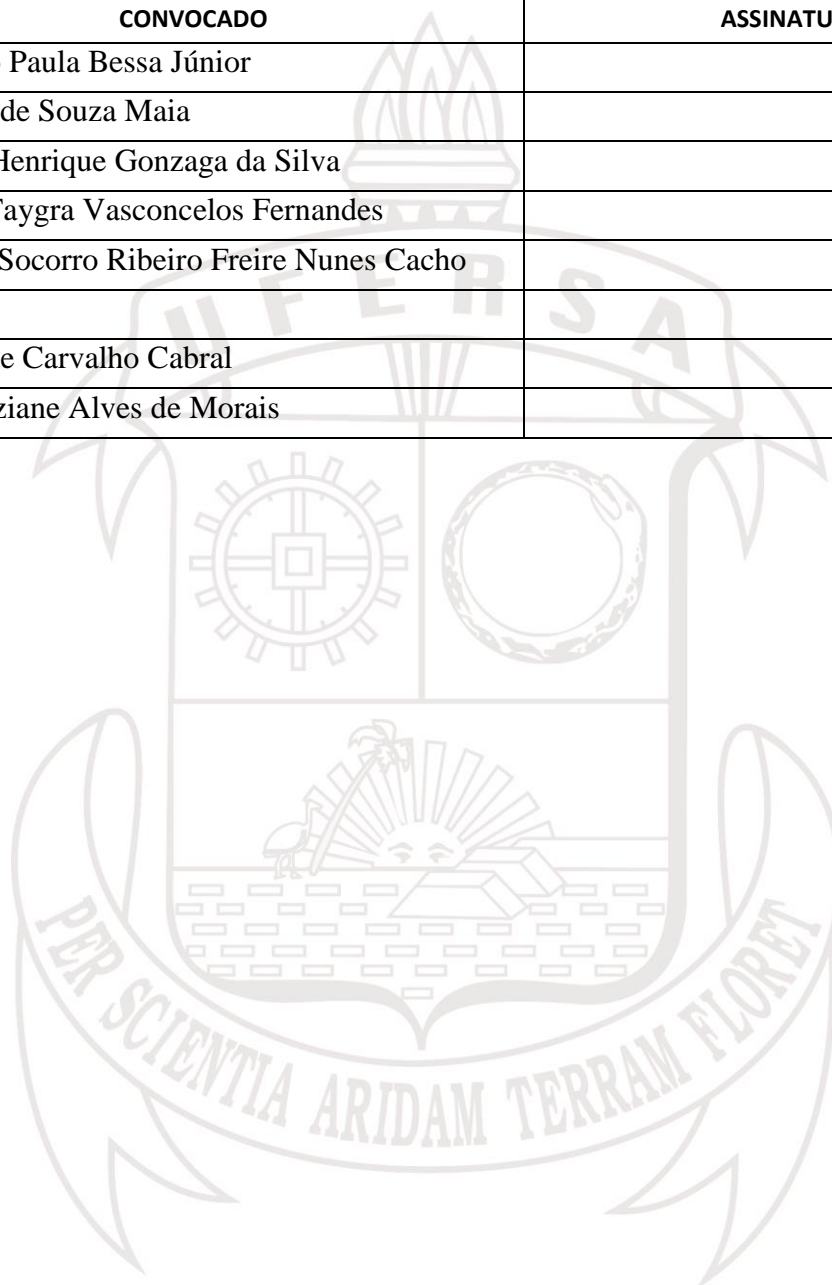 CONVOCADO ASSINATU
Paula Bessa Júnior
de Souza Maia
Henrique Gonzaga da Silva
Taygra Vasconcelos Fernandes
Socorro Ribeiro Freire Nunes Cacho
e Carvalho Cabral
ziane Alves de Morais
UFERSA
PER SCIENTIA ARIDAM TERRAM FLORET